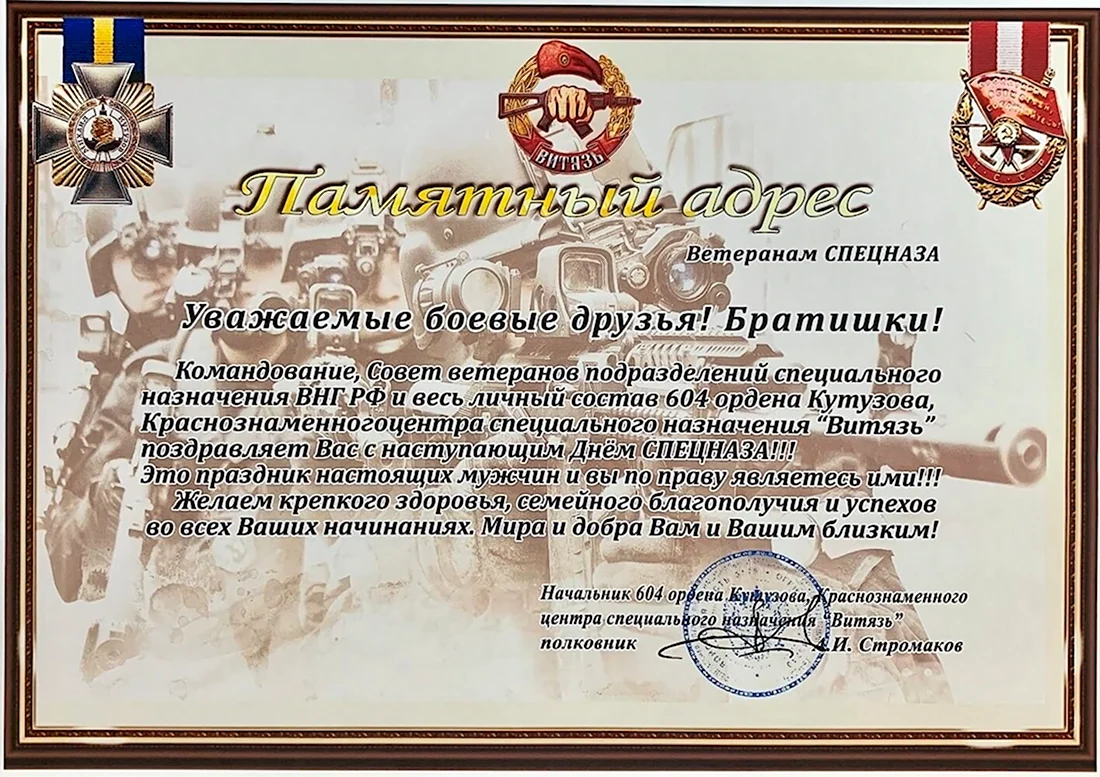 ВИТЯЗЬ
Памятный адрес
Ветеранам СПЕЦНАЗА
Уважаемые боевые друзья! Братишки!
Командование, Совет ветеранов подразделений специального
назначения ВНГ РФ и весь личный состав 604 ордена Кутузова,
Краснознаменногоцентра специального назначения “Витязь”
поздравляет Вас с наступающим Днём СПЕЦНАЗА!!!
Это праздник настоящих мужчин и вы по праву являетесь ими!!!
Желаем крепкого здоровья, семейного благополучия и успехов
во всех Ваших начинаниях. Мира и добра Вам и Вашим близким!
Начальник 604 ордена Кутузова, Краснознаменного
центра специального назначения “Витязь”
полковник И. Стромаков